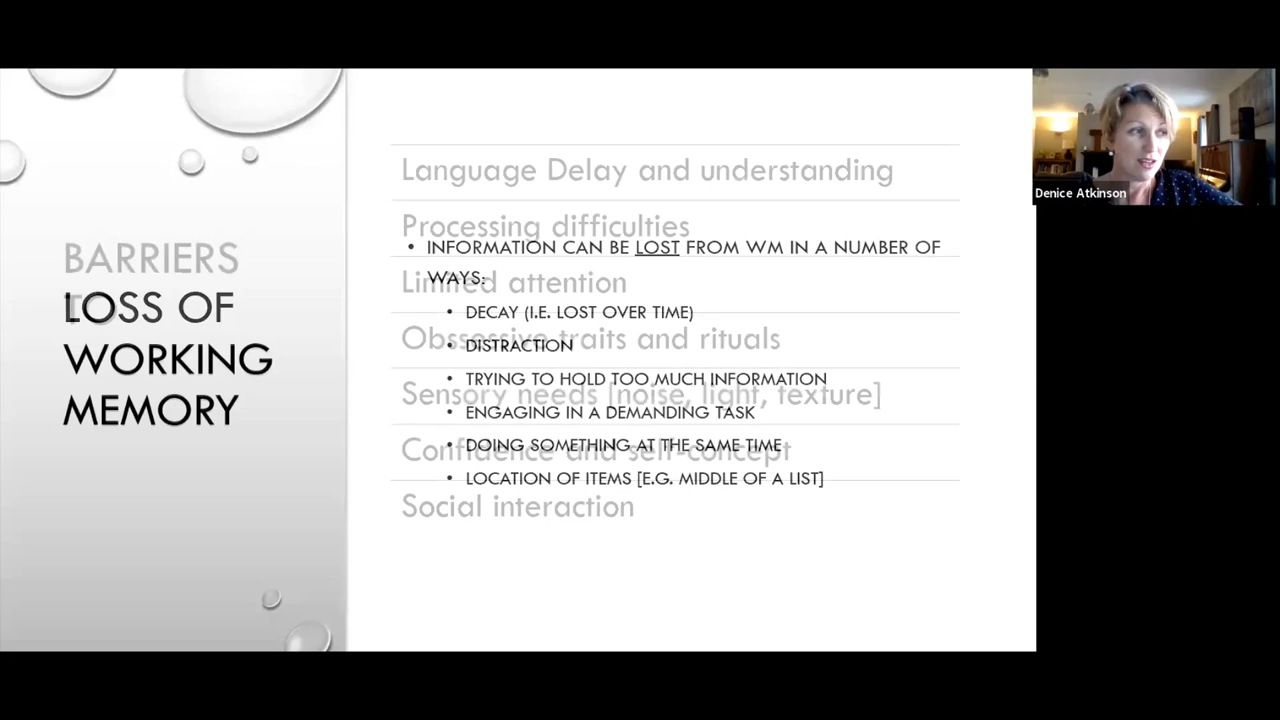 BARRIERS
TO
LOSS OF
WORKING
MEMORY
Language Delay and understanding
Processing difficulties
• INFORMATION CAN BE LOST FROM WM IN A NUMBER OF
WAYS:
Limited attention
• DECAY (I.E. LOST OVER TIME)
Obssessive traits and rituals
• DISTRACTION
• TRYING TO HOLD TOO MUCH INFORMATION
Sensory needs [noise, light, texture]
• ENGAGING IN A DEMANDING TASK
• DOING SOMETHING AT THE SAME TIME
Confidence and self-concept
• LOCATION OF ITEMS [E.G. MIDDLE OF A LIST]
Social interaction
Denice Atkinson